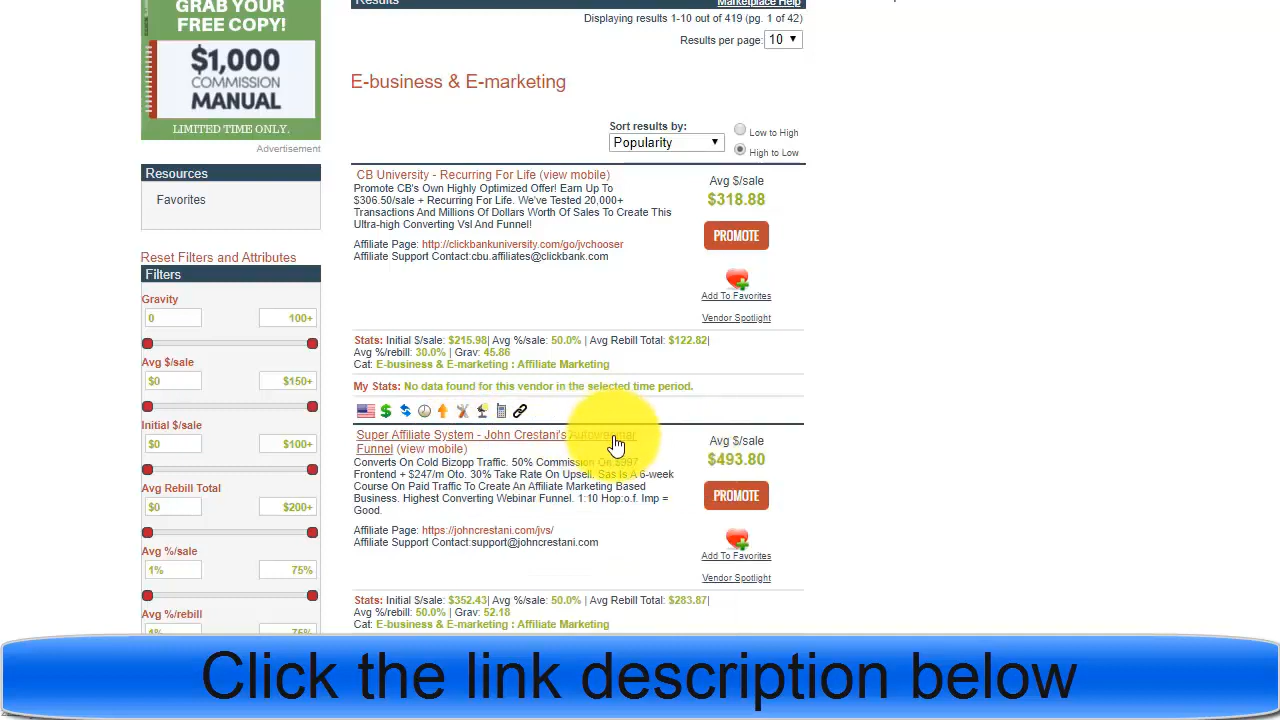 GRAB YOUR
FREE COPY!
$1,000
COMMISSION
MANUAL
LIMITED TIME ONLY.
Advertisement
Resources
Favorites
Reset Filters and Attributes
Filters
Gravity
0 100+
Avg $/sale
$0 $150+
Initial $/sale
$0 $100+
Avg Rebill Total
$0 $200+
Avg %/sale
1% 75%
Avg %/rebill
1% 75%
Results Marketplace Help
Displaying results 1-10 out of 419 (pg. 1 of 42)
Results per page: 10
E-business & E-marketing
Sort results by:
Popularity
Low to High
High to Low
CB University - Recurring For Life (view mobile)
Promote CB's Own Highly Optimized Offer! Earn Up To
$306.50/sale + Recurring For Life. We've Tested 20,000+
Transactions And Millions Of Dollars Worth Of Sales To Create This
Ultra-high Converting Vsl And Funnel!
Affiliate Page: http://clickbankuniversity.com/go/jvchooser
Affiliate Support Contact:cbu.affiliates@clickbank.com
Avg $/sale
$318.88
PROMOTE
Add To Favorites
Vendor Spotlight
Stats: Initial $/sale: $215.98| Avg %/sale: 50.0% | Avg Rebill Total: $122.82|
Avg %/rebill: 30.0% | Grav: 45.86
Cat: E-business & E-marketing : Affiliate Marketing
My Stats: No data found for this vendor in the selected time period.
Super Affiliate System - John Crestani's Autowebinar
Funnel (view mobile)
Converts On Cold Bizopp Traffic. 50% Commission On $997
Frontend + $247/m Oto. 30% Take Rate On Upsell. Sas Is A 6-week
Course On Paid Traffic To Create An Affiliate Marketing Based
Business. Highest Converting Webinar Funnel. 1:10 Hop:o.f. Imp =
Good.
Affiliate Page: https://johncrestani.com/jvs/
Affiliate Support Contact:support@johncrestani.com
Avg $/sale
$493.80
PROMOTE
Add To Favorites
Vendor Spotlight
Stats: Initial $/sale: $352.43| Avg %/sale: 50.0% | Avg Rebill Total: $283.87|
Avg %/rebill: 50.0% | Grav: 52.18
Cat: E-business & E-marketing : Affiliate Marketing
Click the link description below